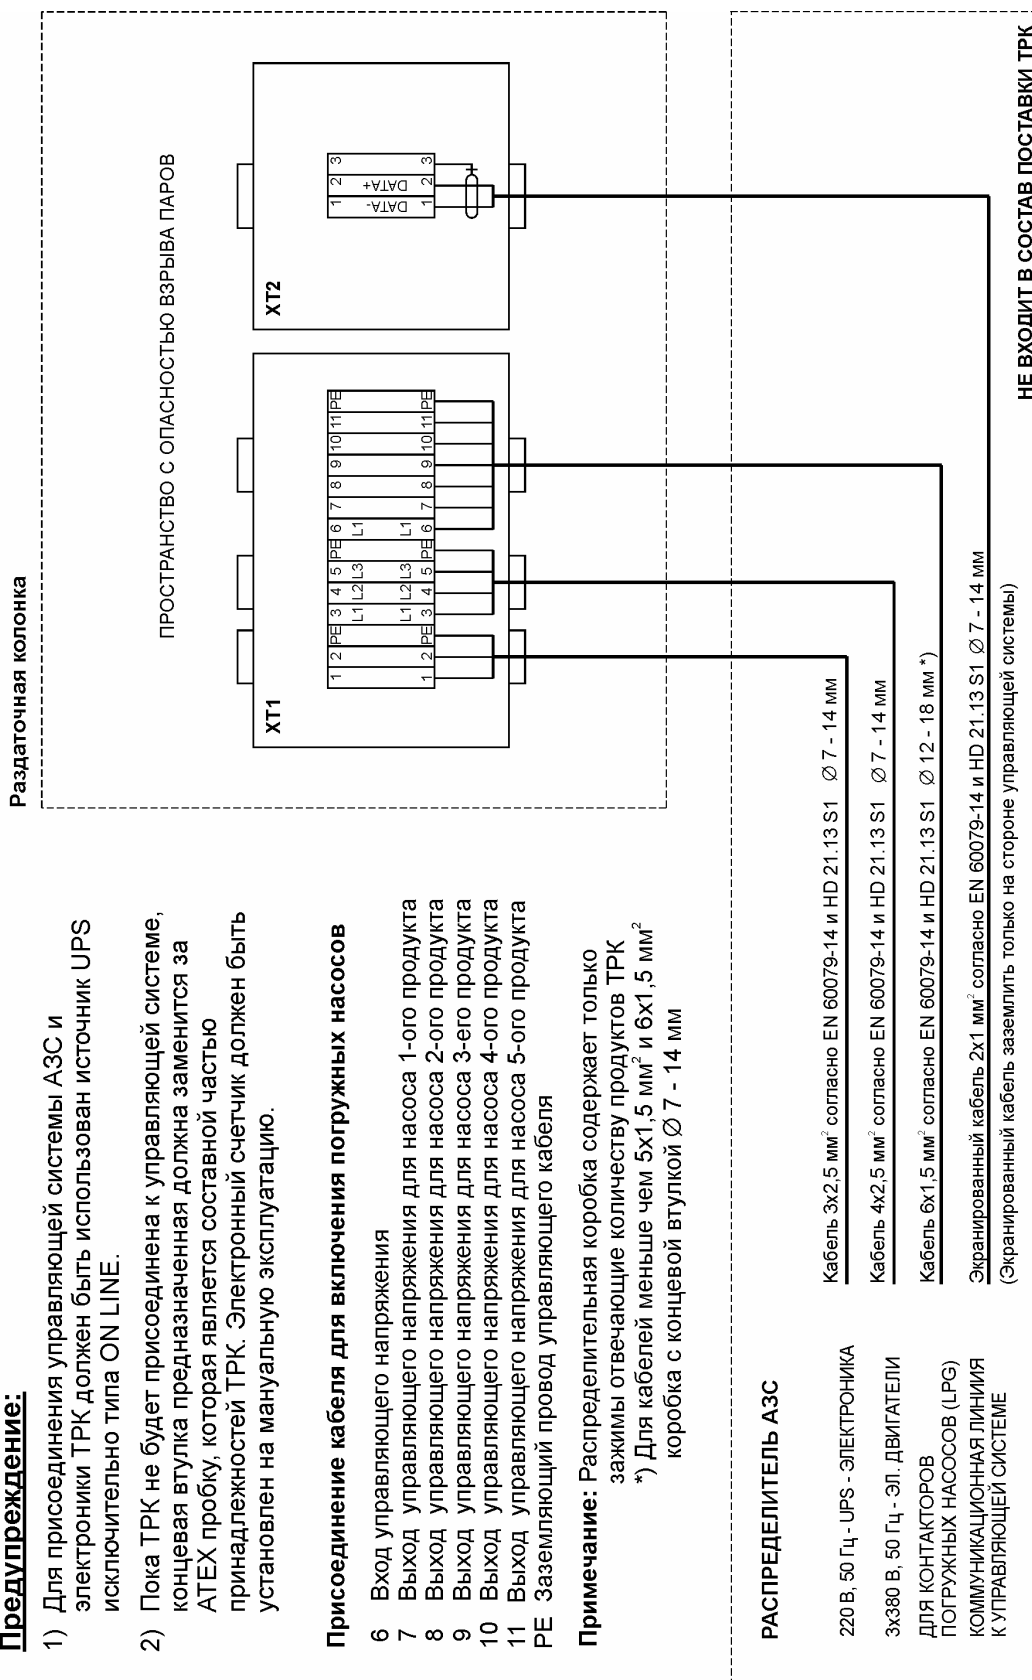 Предупреждение:
1) Для присоединения управляющей системы АЗС и
электроники ТРК должен быть использован источник UPS
исключительно типа ON LINE.
2) Пока ТРК не будет присоединена к управляющей системе,
концевая втулка предназначенная должна заменится за
ATEX пробку, которая является составной частью
принадлежностей ТРК. Электронный счетчик должен быть
установлен на мануальную эксплуатацию.
Присоединение кабеля для включения погружных насосов
6 Вход управляющего напряжения
7 Выход управляющего напряжения для насоса 1-ого продукта
8 Выход управляющего напряжения для насоса 2-ого продукта
9 Выход управляющего напряжения для насоса 3-его продукта
10 Выход управляющего напряжения для насоса 4-ого продукта
11 Выход управляющего напряжения для насоса 5-ого продукта
PE Заземляющий провод управляющего кабеля
Примечание: Распределительная коробка содержает только
зажимы отвечающие количеству продуктов ТРК
*) Для кабелей меньше чем 5x1,5 мм² и 6x1,5 мм²
коробка с концевой втулкой ∅ 7 - 14 мм
Раздаточная колонка
ПРОСТРАНСТВО С ОПАСНОСТЬЮ ВЗРЫВА ПАРОВ
XT1
1 2 PE 3 4 5 PE 6 7 8 9 10 11 PE
L1 L2 L3 L1
L1 L2 L3 L1
1 2 PE 3 4 5 PE 6 7 8 9 10 11 PE
XT2
1 2 3
DATA- DATA+
1 2 3
РАСПРЕДЕЛИТЕЛЬ АЗС
220 В, 50 Гц - UPS - ЭЛЕКТРОНИКА
Кабель 3x2,5 мм² согласно EN 60079-14 и HD 21.13 S1 ∅ 7 - 14 мм
3x380 В, 50 Гц - ЭЛ. ДВИГАТЕЛИ
Кабель 4x2,5 мм² согласно EN 60079-14 и HD 21.13 S1 ∅ 7 - 14 мм
ДЛЯ КОНТАКТОРОВ
ПОГРУЖНЫХ НАСОСОВ (LPG)
Кабель 6x1,5 мм² согласно EN 60079-14 и HD 21.13 S1 ∅ 12 - 18 мм *)
КОММУНИКАЦИОННАЯ ЛИНИЯ
К УПРАВЛЯЮЩЕЙ СИСТЕМЕ
Экранированный кабель 2x1 мм² согласно EN 60079-14 и HD 21.13 S1 ∅ 7 - 14 мм
(Экранированный кабель заземлить только на стороне управляющей системы)
НЕ ВХОДИТ В СОСТАВ ПОСТАВКИ ТРК